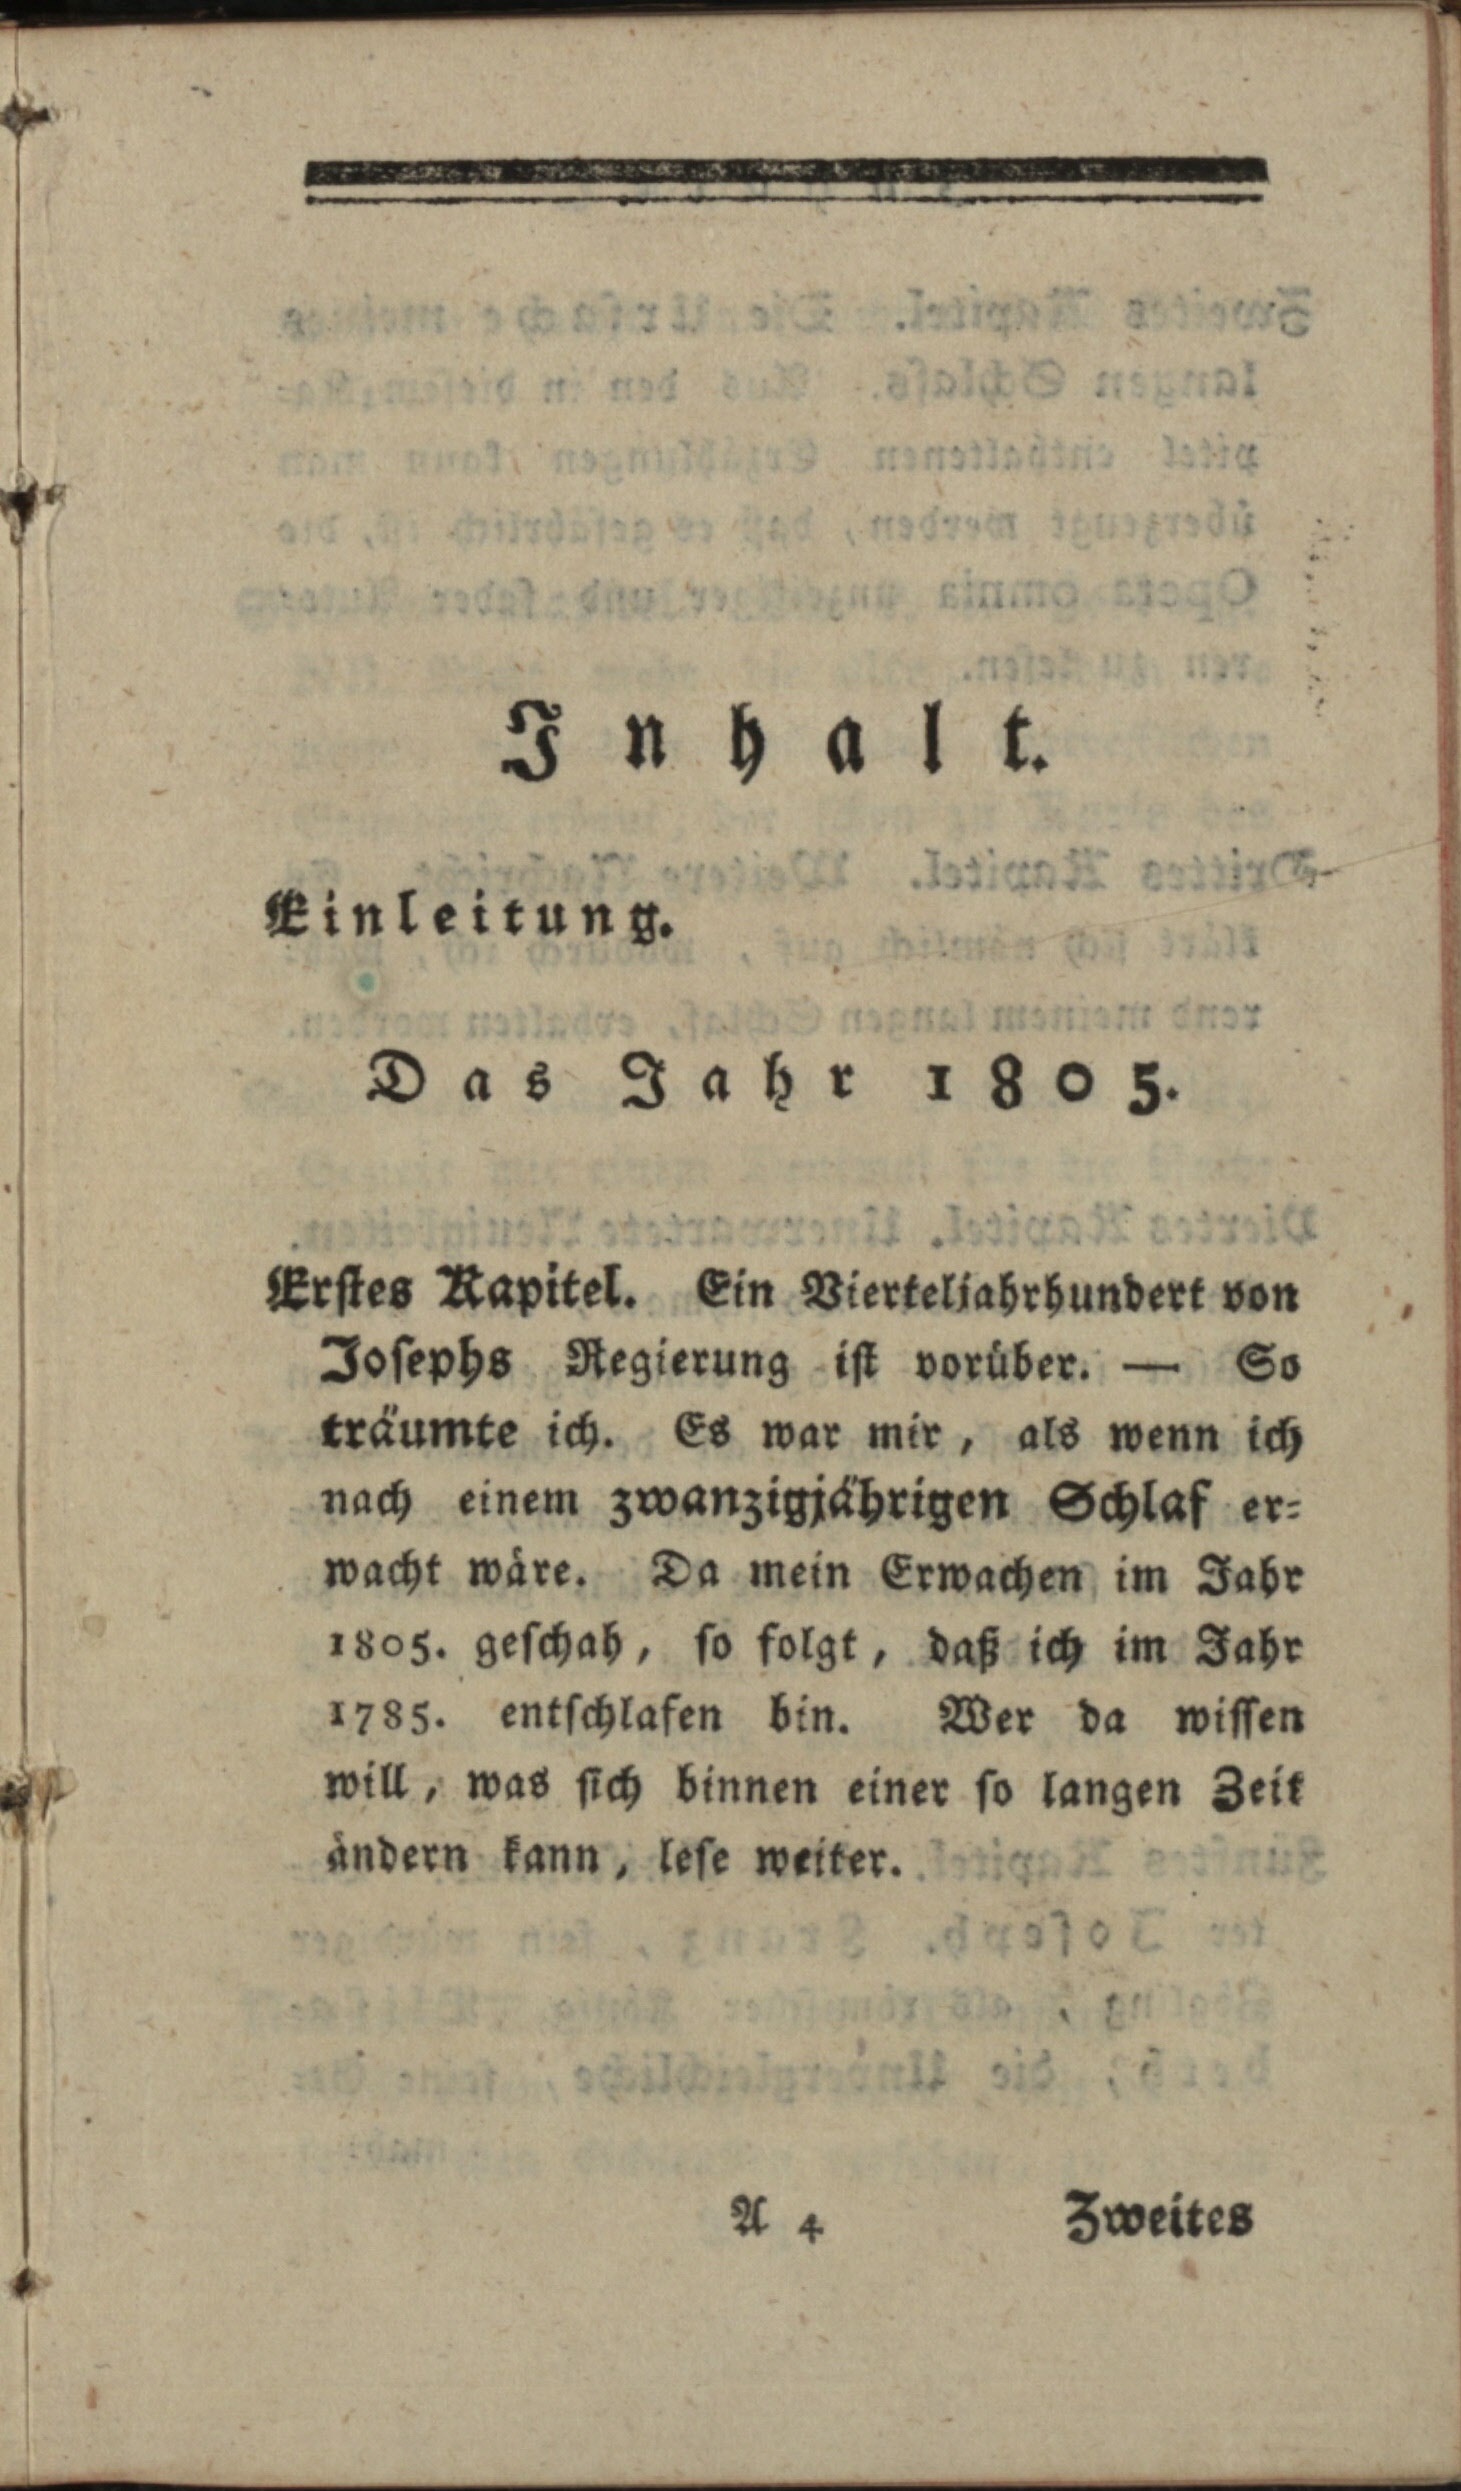 Inhalt.
Einleitung.
Das Jahr 1805.
Erstes Kapitel. Ein Vierteljahrhundert von
Joſephs Regierung iſt vorüber. — So
träumte ich. Es war mir, als wenn ich
nach einem zwanzigjährigen Schlaf er⸗
wacht wäre. Da mein Erwachen im Jahr
1805. geſchah, ſo folgt, daß ich im Jahr
1785. entſchlafen bin. Wer da wiſſen
will, was ſich binnen einer ſo langen Zeit
ändern kann, leſe weiter.
A 4 Zweites